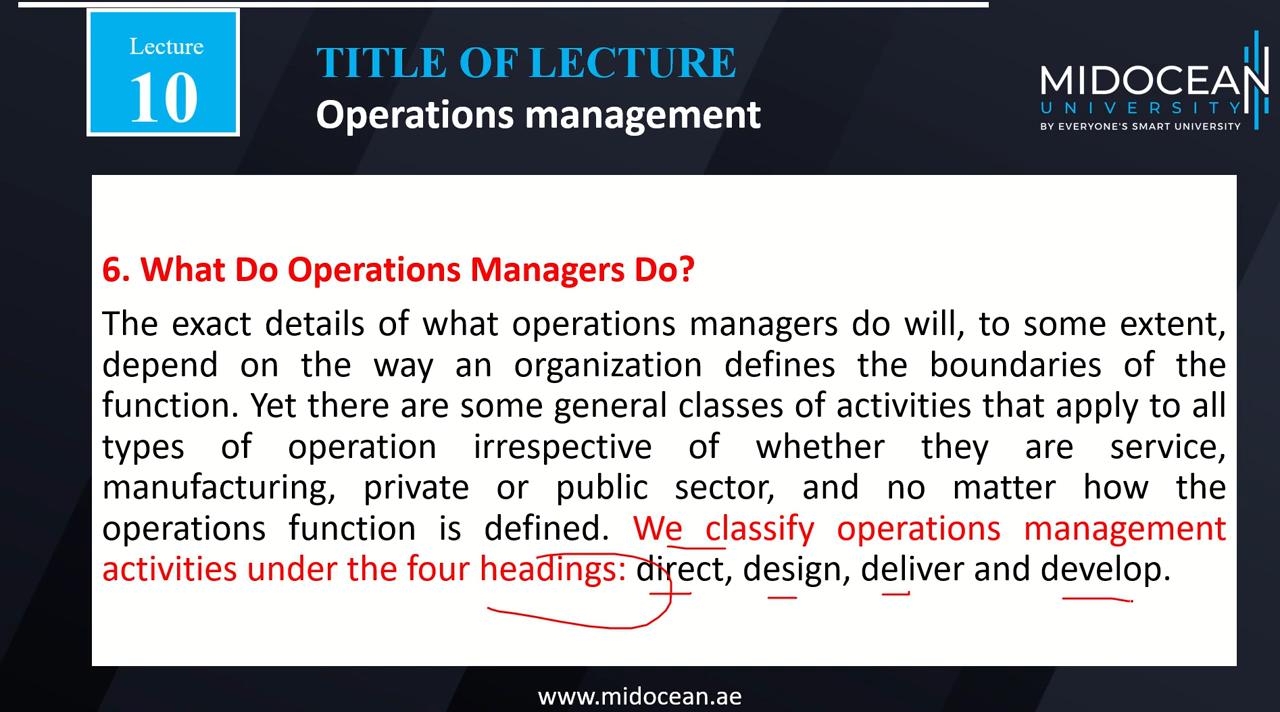 Lecture
10
TITLE OF LECTURE
Operations management
MIDOCEAN
UNIVERSITY
BY EVERYONE'S SMART UNIVERSITY
6. What Do Operations Managers Do?
The exact details of what operations managers do will, to some extent,
depend on the way an organization defines the boundaries of the
function. Yet there are some general classes of activities that apply to all
types of operation irrespective of whether they are service,
manufacturing, private or public sector, and no matter how the
operations function is defined. We classify operations management
activities under the four headings: direct, design, deliver and develop.
www.midocean.ae